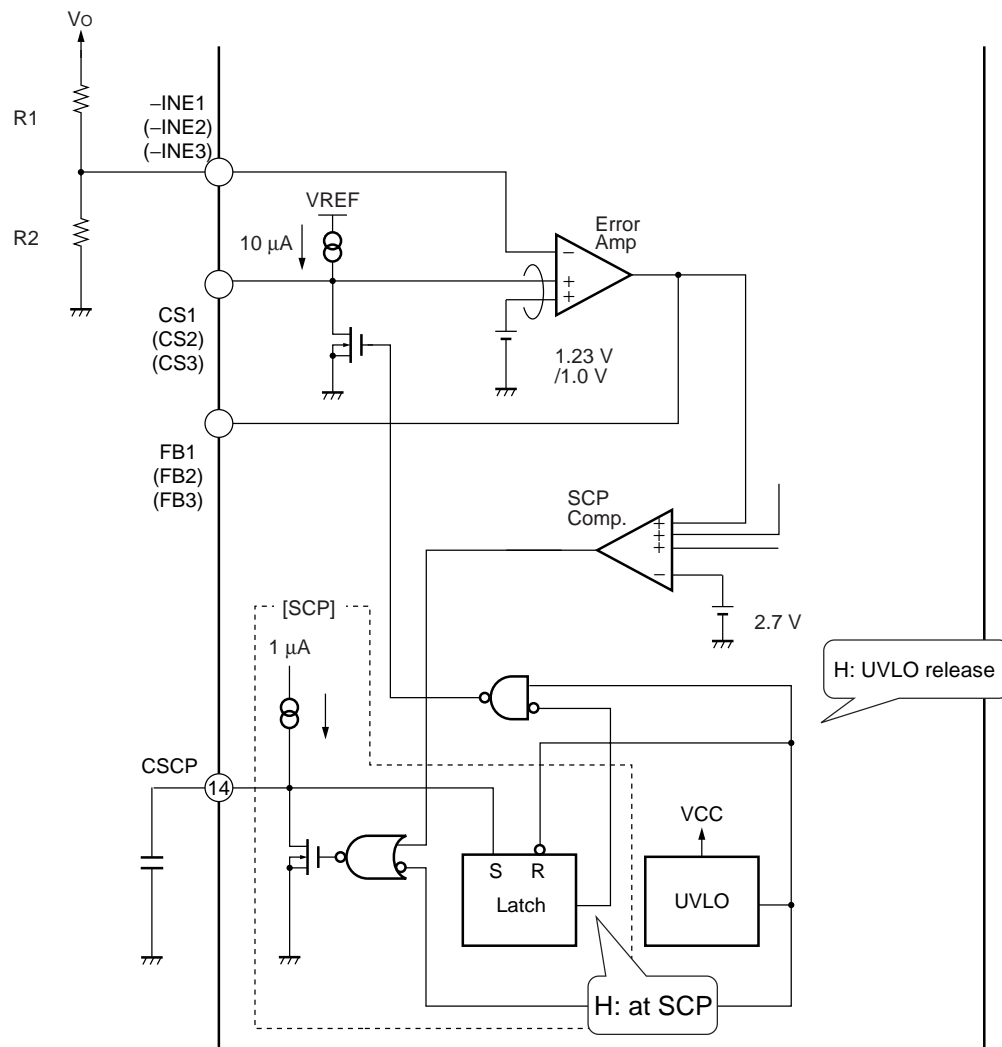 Vo
R1
–INE1
(–INE2)
(–INE3)
R2
VREF
10 µA
Error
Amp
−
+
+
CS1
(CS2)
(CS3)
1.23 V
/1.0 V
FB1
(FB2)
(FB3)
SCP
Comp.
+
+
+
−
2.7 V
[SCP]
1 µA
H: UVLO release
CSCP
14
VCC
S R
Latch
UVLO
H: at SCP